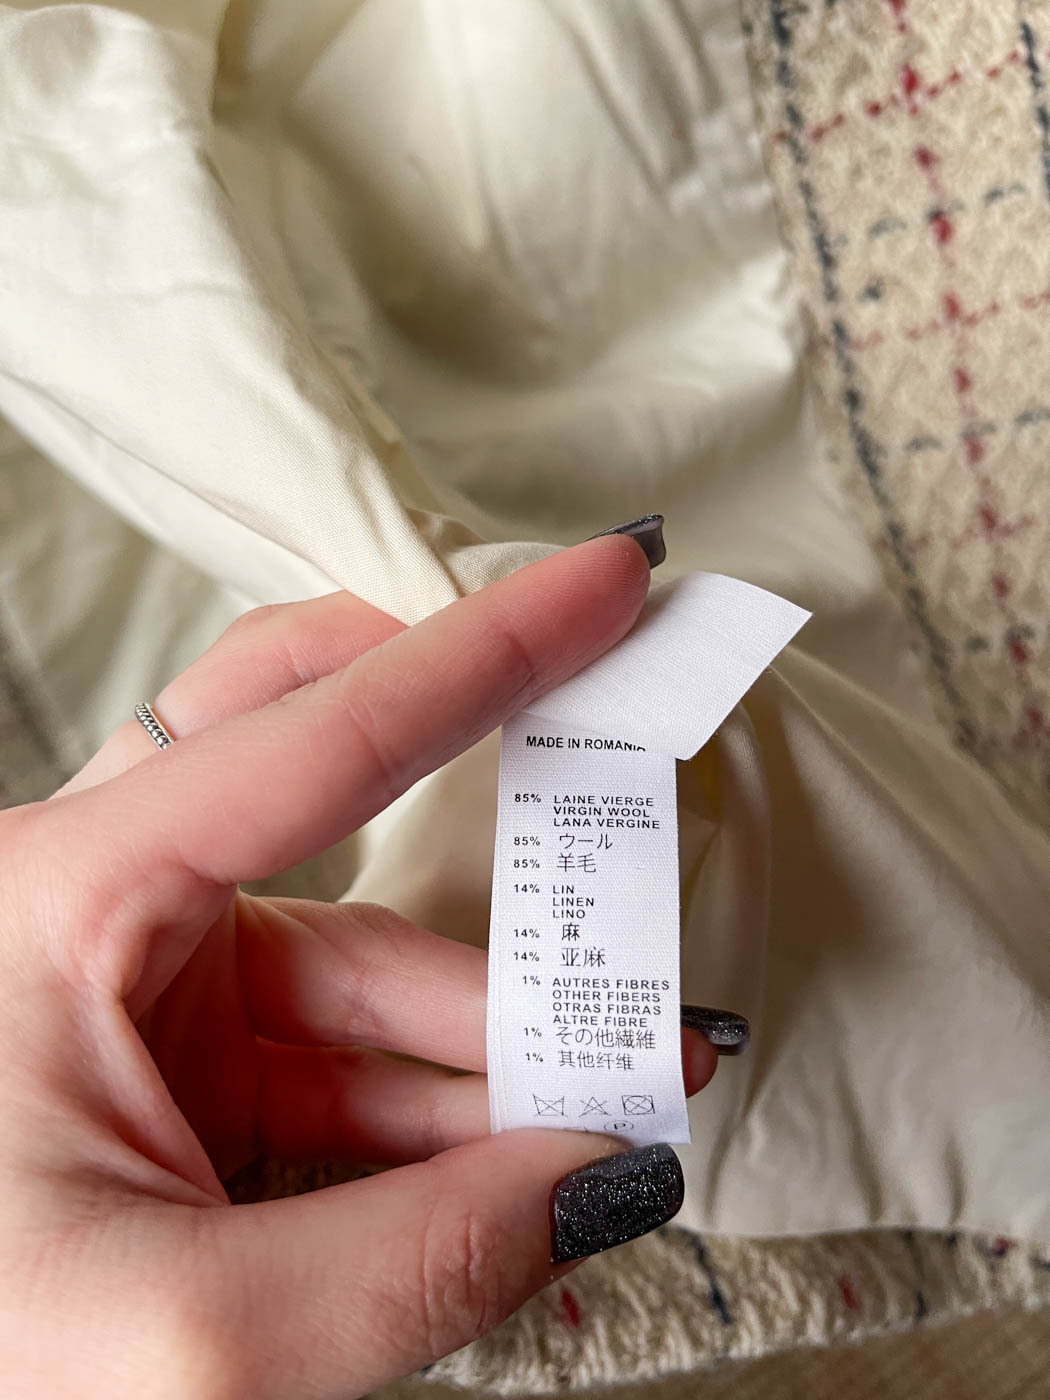 MADE IN ROMANIA
85% LAINE VIERGE
VIRGIN WOOL
LANA VERGINE
85% ウール
85% 羊毛
14% LIN
LINEN
LINO
14% 麻
14% 亚麻
1% AUTRES FIBRES
OTHER FIBERS
OTRAS FIBRAS
ALTRE FIBRE
1% その他繊維
1% 其他纤维
P